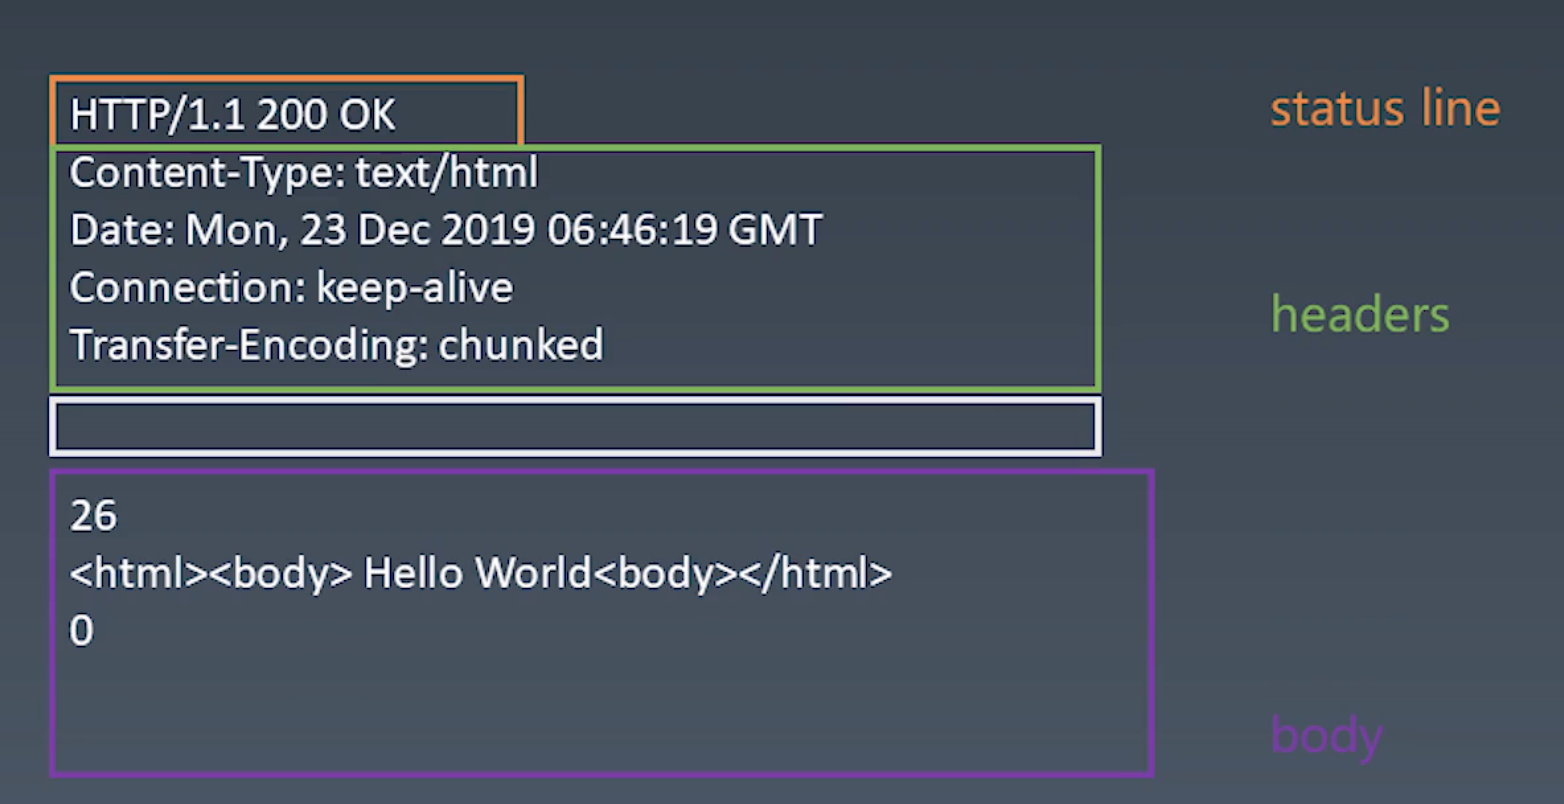 HTTP/1.1 200 OK
status line
Content-Type: text/html
Date: Mon, 23 Dec 2019 06:46:19 GMT
Connection: keep-alive
Transfer-Encoding: chunked
headers
26
<html><body> Hello World<body></html>
0
body